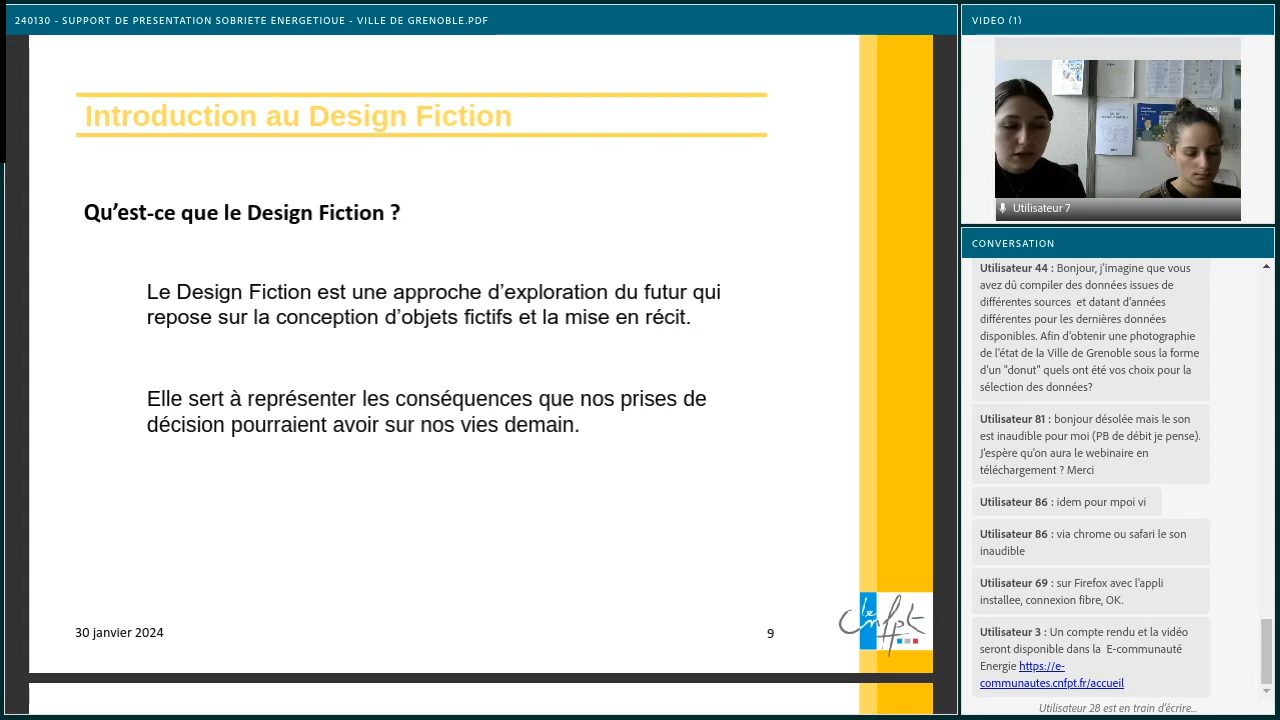 240130 - SUPPORT DE PRÉSENTATION SOBRIÉTÉ ÉNERGÉTIQUE - VILLE DE GRENOBLE.PDF
Introduction au Design Fiction
Qu’est-ce que le Design Fiction ?
Le Design Fiction est une approche d’exploration du futur qui
repose sur la conception d’objets fictifs et la mise en récit.
Elle sert à représenter les conséquences que nos prises de
décision pourraient avoir sur nos vies demain.
30 janvier 2024
9
le cnfpt
VIDEO (1)
Utilisateur 7
CONVERSATION
Utilisateur 44 : Bonjour, j'imagine que vous
avez dû compiler des données issues de
différentes sources et datant d'années
différentes pour les dernières données
disponibles. Afin d'obtenir une photographie
de l'état de la Ville de Grenoble sous la forme
d'un "donut" quels ont été vos choix pour la
sélection des données?
Utilisateur 81 : bonjour désolée mais le son
est inaudible pour moi (PB de débit je pense).
J'espère qu'on aura le webinaire en
téléchargement ? Merci
Utilisateur 86 : idem pour mpoi vi
Utilisateur 86 : via chrome ou safari le son
inaudible
Utilisateur 69 : sur Firefox avec l'appli
installee, connexion fibre, OK.
Utilisateur 3 : Un compte rendu et la vidéo
seront disponible dans la E-communauté
Energie https://e-
communautes.cnfpt.fr/accueil
Utilisateur 28 est en train d'écrire...